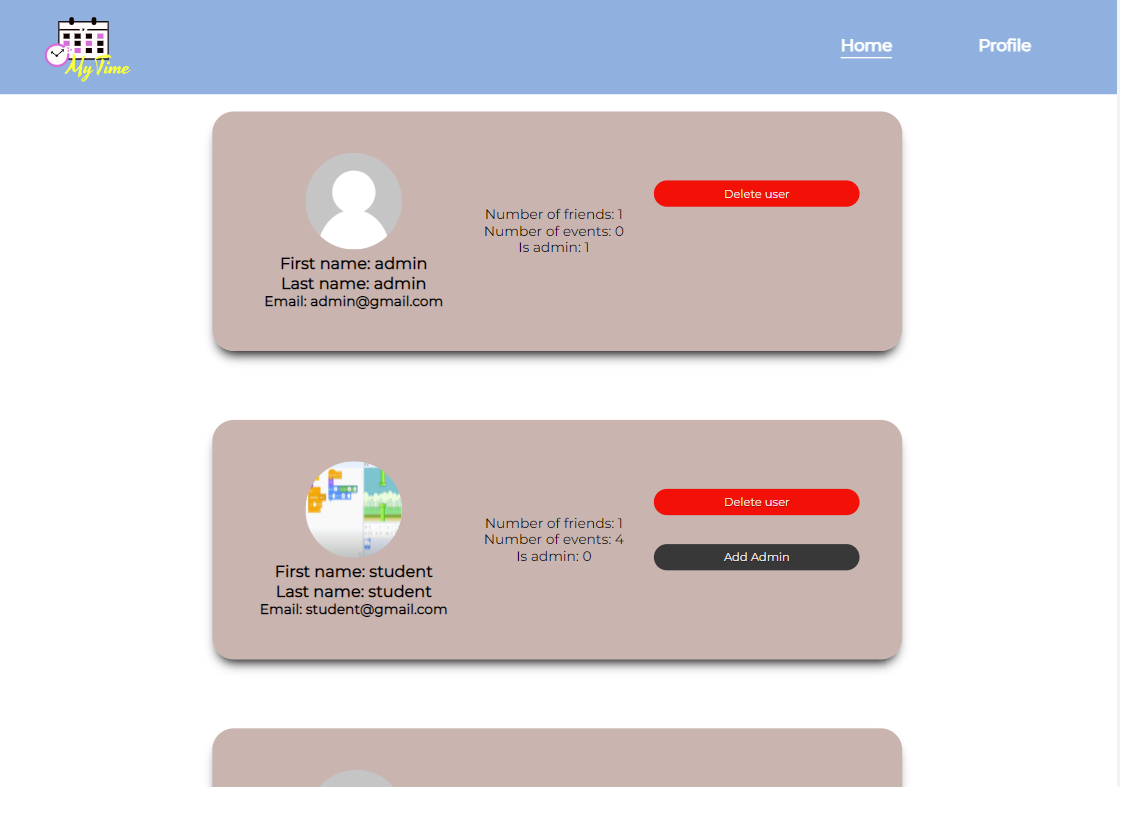 My Time
Home
Profile
Delete user
Number of friends: 1
Number of events: 0
Is admin: 1
First name: admin
Last name: admin
Email: admin@gmail.com
Delete user
Number of friends: 1
Number of events: 4
Is admin: 0
Add Admin
First name: student
Last name: student
Email: student@gmail.com